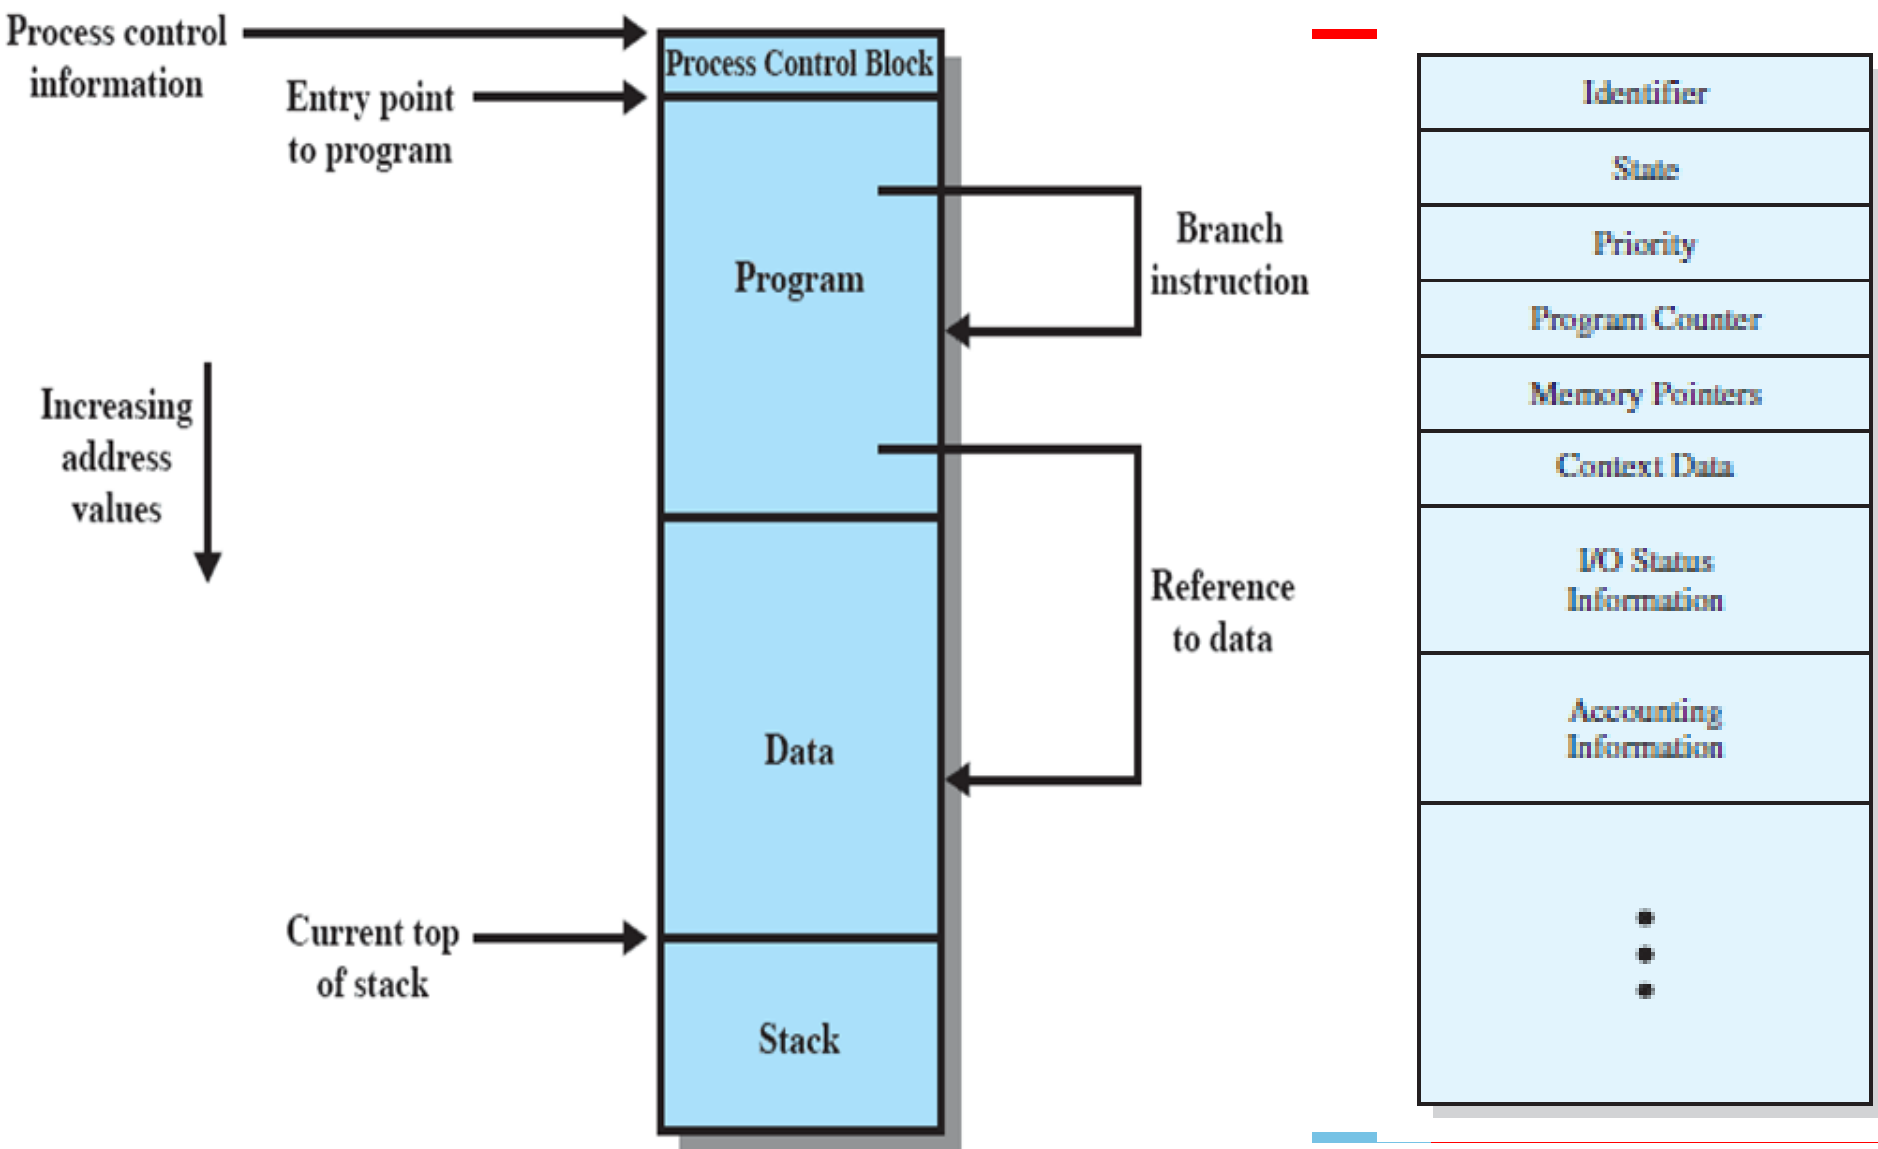 Process control
information
Entry point
to program
Process Control Block
Program
Branch
instruction
Increasing
address
values
Reference
to data
Data
Current top
of stack
Stack
Identifier
State
Priority
Program Counter
Memory Pointers
Context Data
I/O Status
Information
Accounting
Information